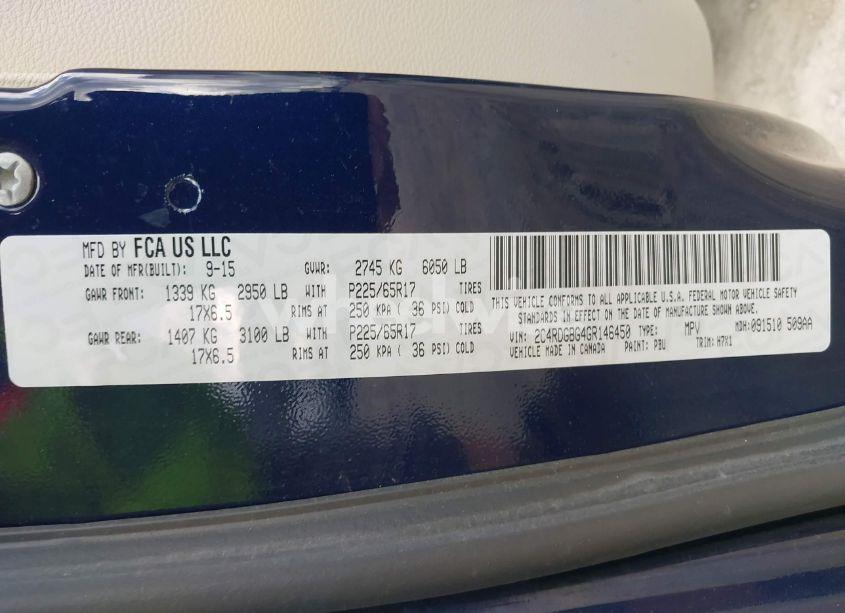 MFD BY FCA US LLC
DATE OF MFR(BUILT): 9-15 GVWR: 2745 KG 6050 LB
GAWR FRONT: 1339 KG 2950 LB WITH P225/65R17 TIRES
17X6.5 RIMS AT 250 KPA ( 36 PSI) COLD
GAWR REAR: 1407 KG 3100 LB WITH P225/65R17 TIRES
17X6.5 RIMS AT 250 KPA ( 36 PSI) COLD
THIS VEHICLE CONFORMS TO ALL APPLICABLE U.S.A. FEDERAL MOTOR VEHICLE SAFETY
STANDARDS IN EFFECT ON THE DATE OF MANUFACTURE SHOWN ABOVE.
VIN: 2C4RDGBG4GR146450 TYPE: MPV MDH: 091510 509AA
VEHICLE MADE IN CANADA PAINT: PBU TRIM: H7X1